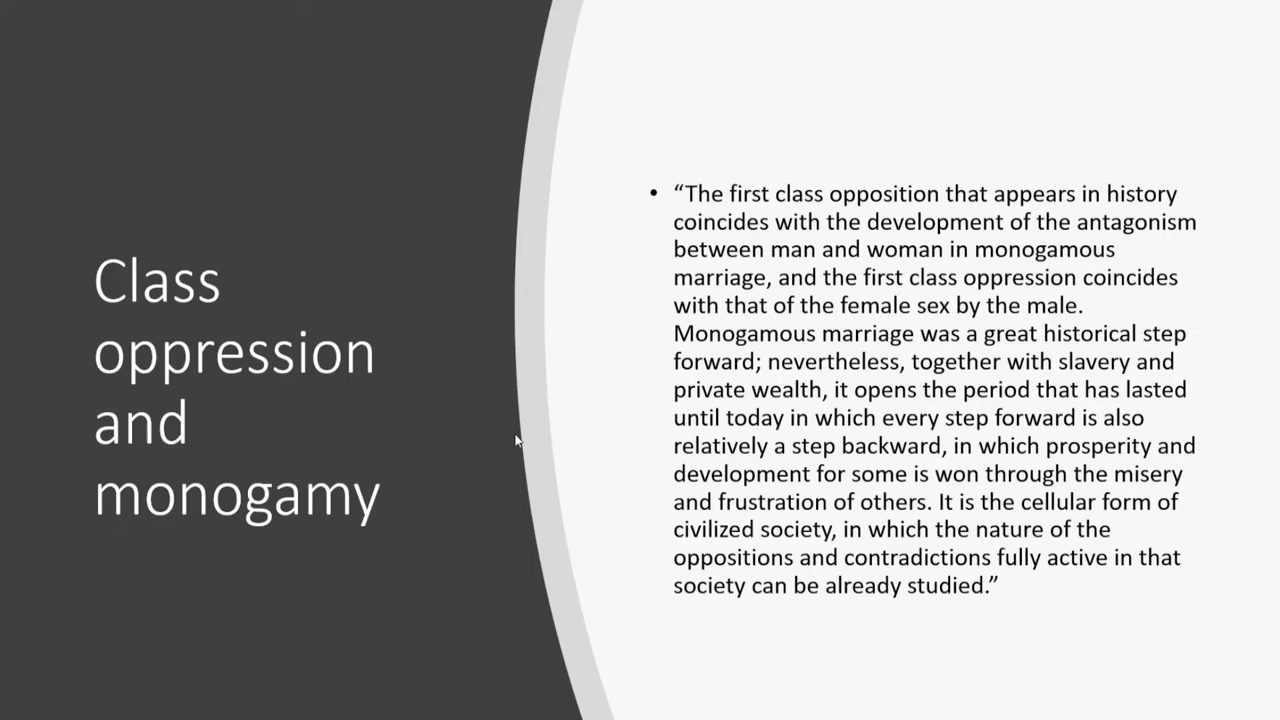 Class
oppression
and
monogamy
• “The first class opposition that appears in history
coincides with the development of the antagonism
between man and woman in monogamous
marriage, and the first class oppression coincides
with that of the female sex by the male.
Monogamous marriage was a great historical step
forward; nevertheless, together with slavery and
private wealth, it opens the period that has lasted
until today in which every step forward is also
relatively a step backward, in which prosperity and
development for some is won through the misery
and frustration of others. It is the cellular form of
civilized society, in which the nature of the
oppositions and contradictions fully active in that
society can be already studied.”